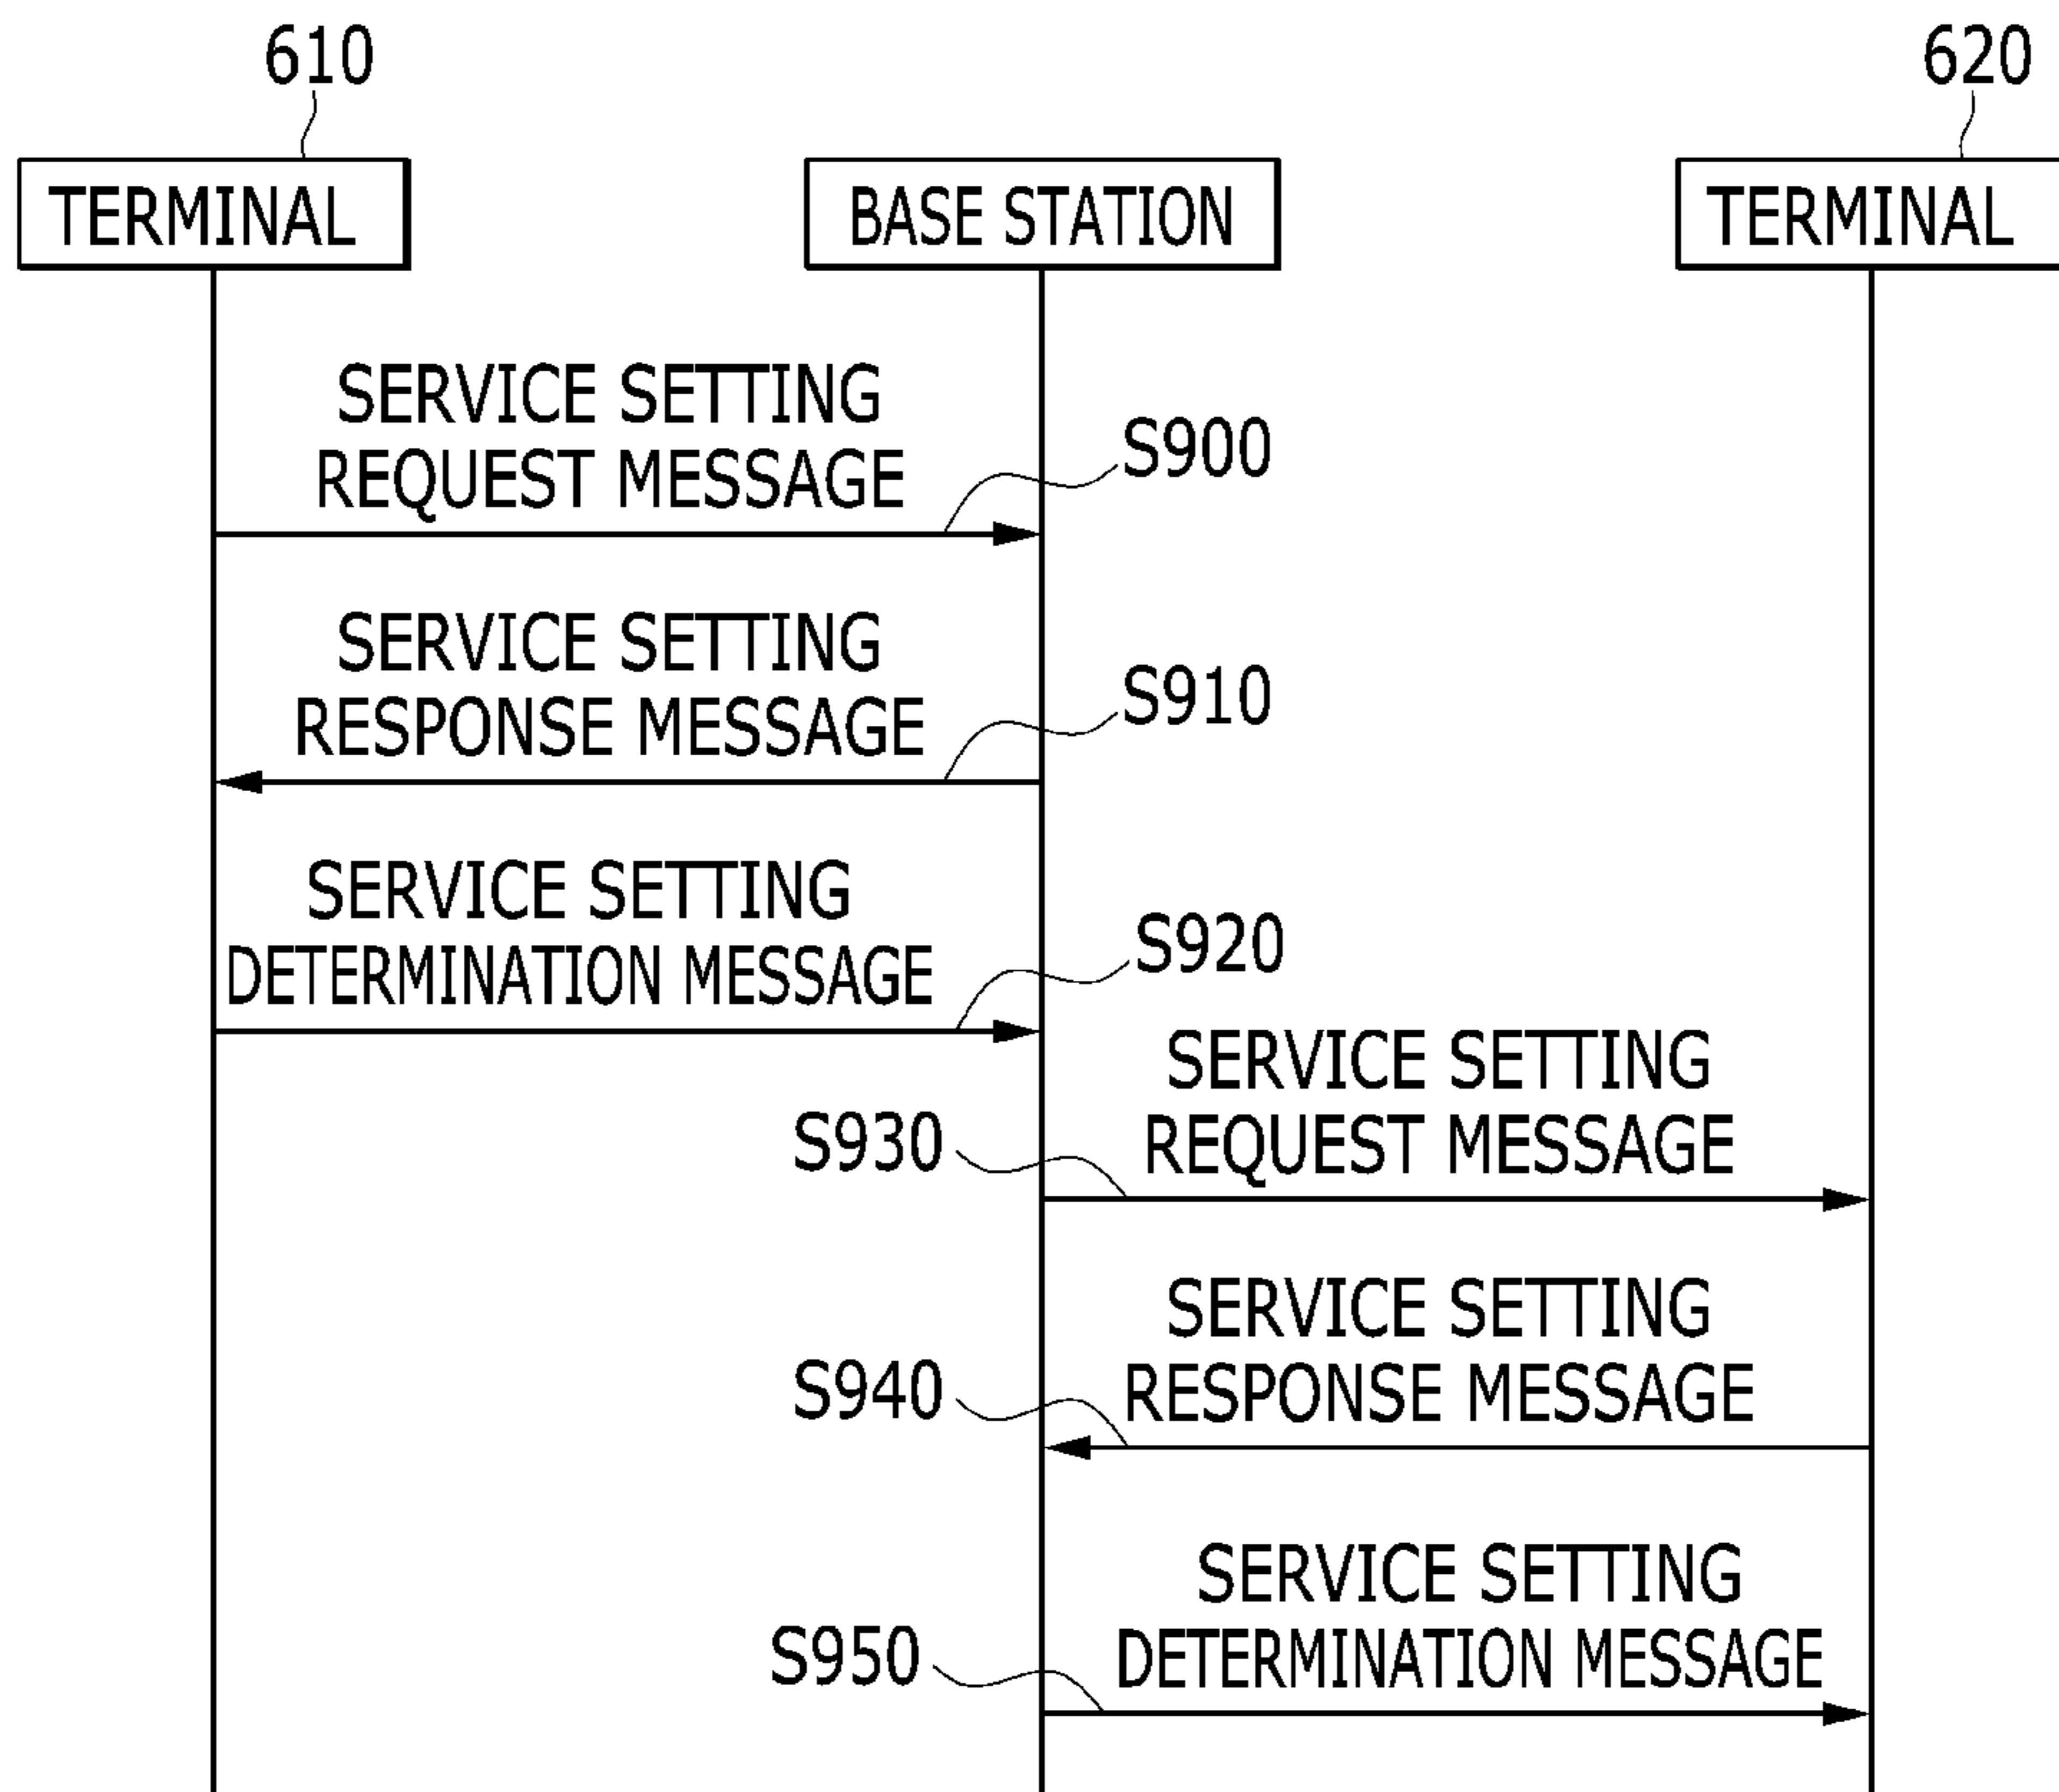 610
620
TERMINAL
BASE STATION
TERMINAL
SERVICE SETTING
REQUEST MESSAGE
S900
SERVICE SETTING
RESPONSE MESSAGE
S910
SERVICE SETTING
DETERMINATION MESSAGE
S920
SERVICE SETTING
REQUEST MESSAGE
S930
SERVICE SETTING
RESPONSE MESSAGE
S940
SERVICE SETTING
DETERMINATION MESSAGE
S950